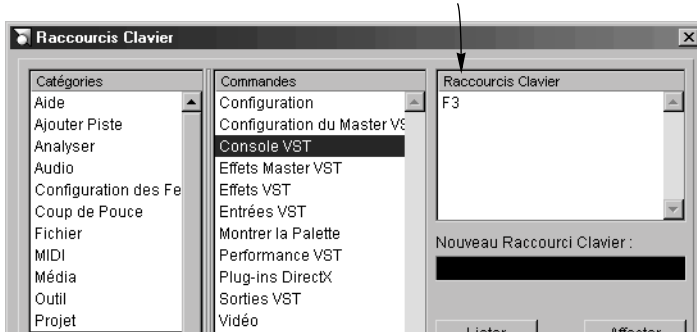 Raccourcis Clavier
Catégories
Aide
Ajouter Piste
Analyser
Audio
Configuration des Fe
Coup de Pouce
Fichier
MIDI
Média
Outil
Projet
Commandes
Configuration
Configuration du Master VS
Console VST
Effets Master VST
Effets VST
Entrées VST
Montrer la Palette
Performance VST
Plug-ins DirectX
Sorties VST
Vidéo
Raccourcis Clavier
F3
Nouveau Raccourci Clavier :
Lister
Affecter